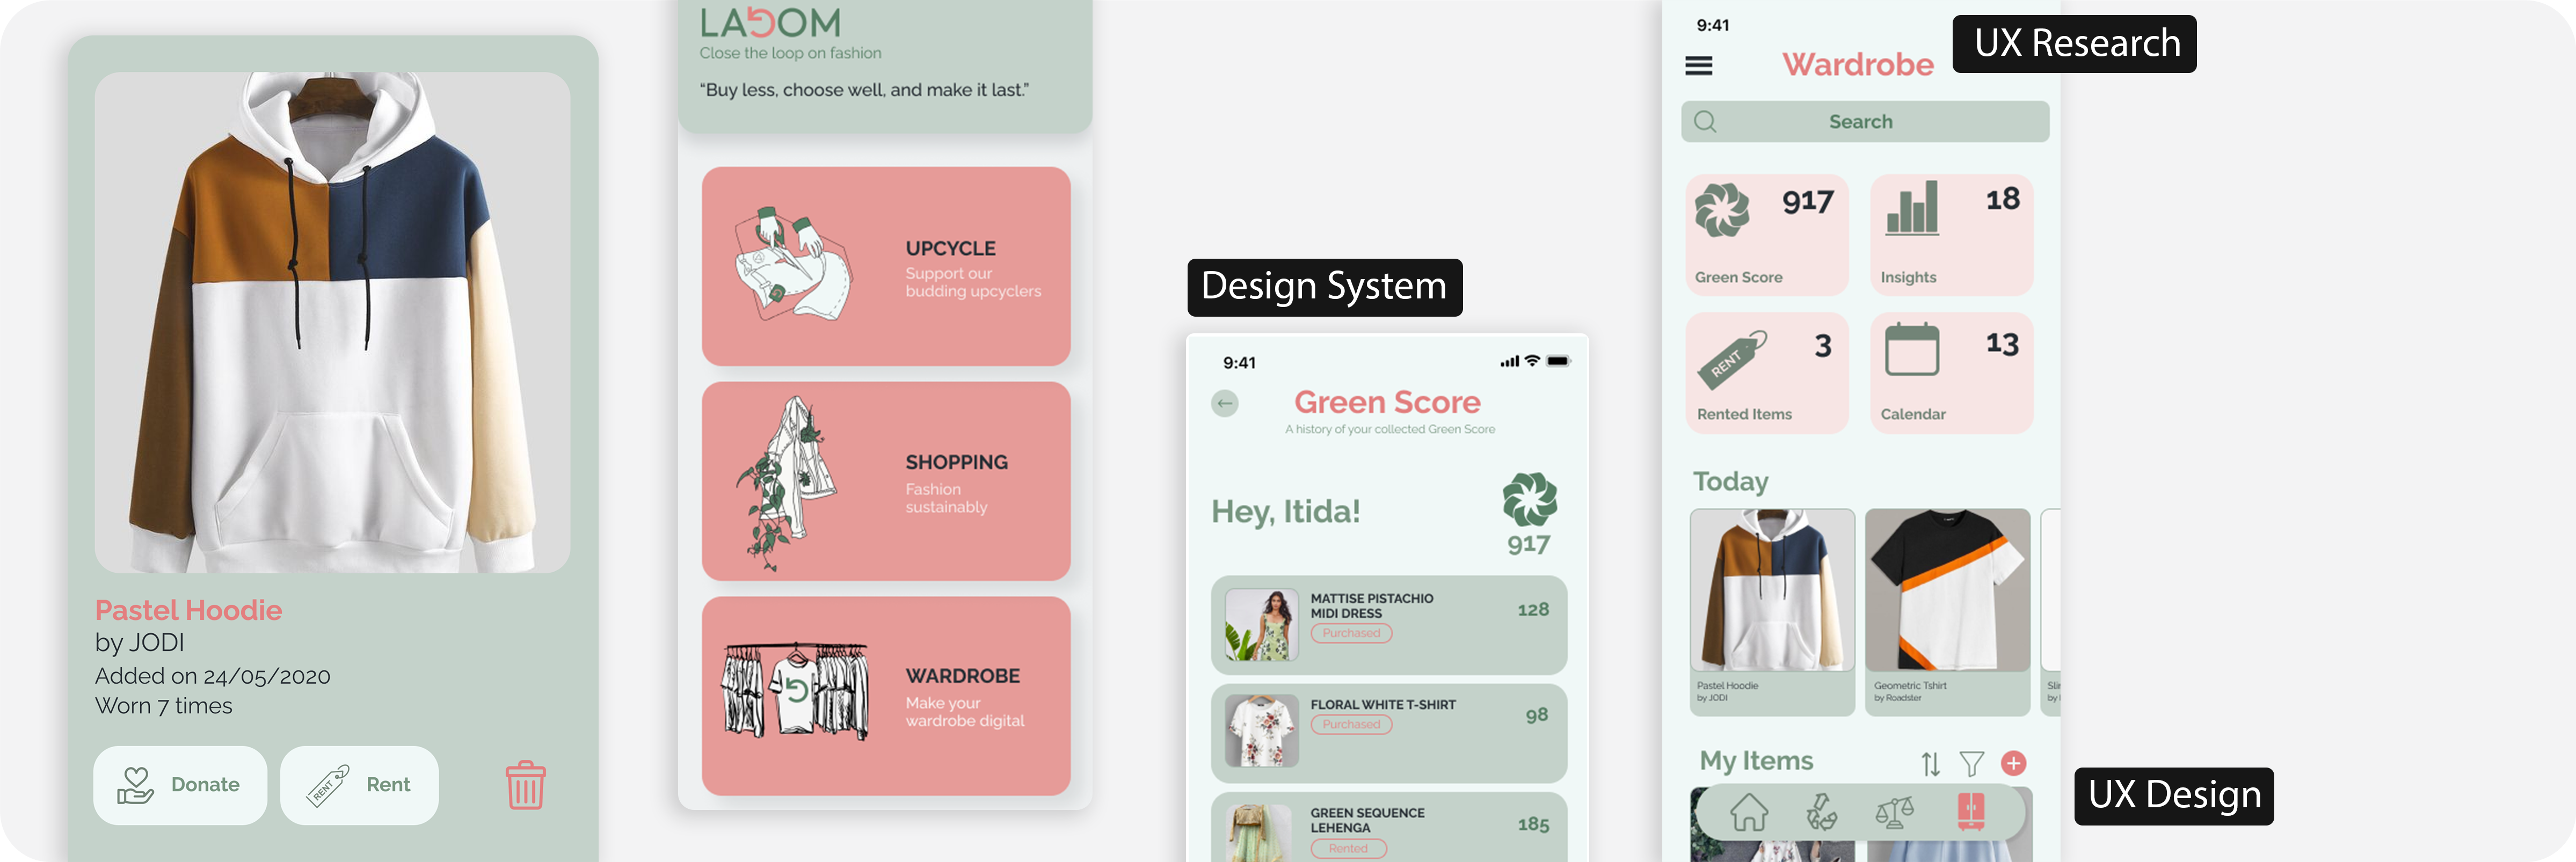 Pastel Hoodie
by JODI
Added on 24/05/2020
Worn 7 times
Donate
RENT
Rent
LAGOM
Close the loop on fashion
“Buy less, choose well, and make it last.”
UPCYCLE
Support our
budding upcyclers
SHOPPING
Fashion
sustainably
WARDROBE
Make your
wardrobe digital
Design System
9:41
Green Score
A history of your collected Green Score
Hey, Itida!
917
MATTISE PISTACHIO
MIDI DRESS
Purchased
128
FLORAL WHITE T-SHIRT
Purchased
98
GREEN SEQUENCE
LEHENGA
Rented
185
9:41
Wardrobe
UX Research
Search
917
Green Score
18
Insights
RENT
3
Rented Items
13
Calendar
Today
Pastel Hoodie
by JODI
Geometric Tshirt
by Roadster
My Items
UX Design